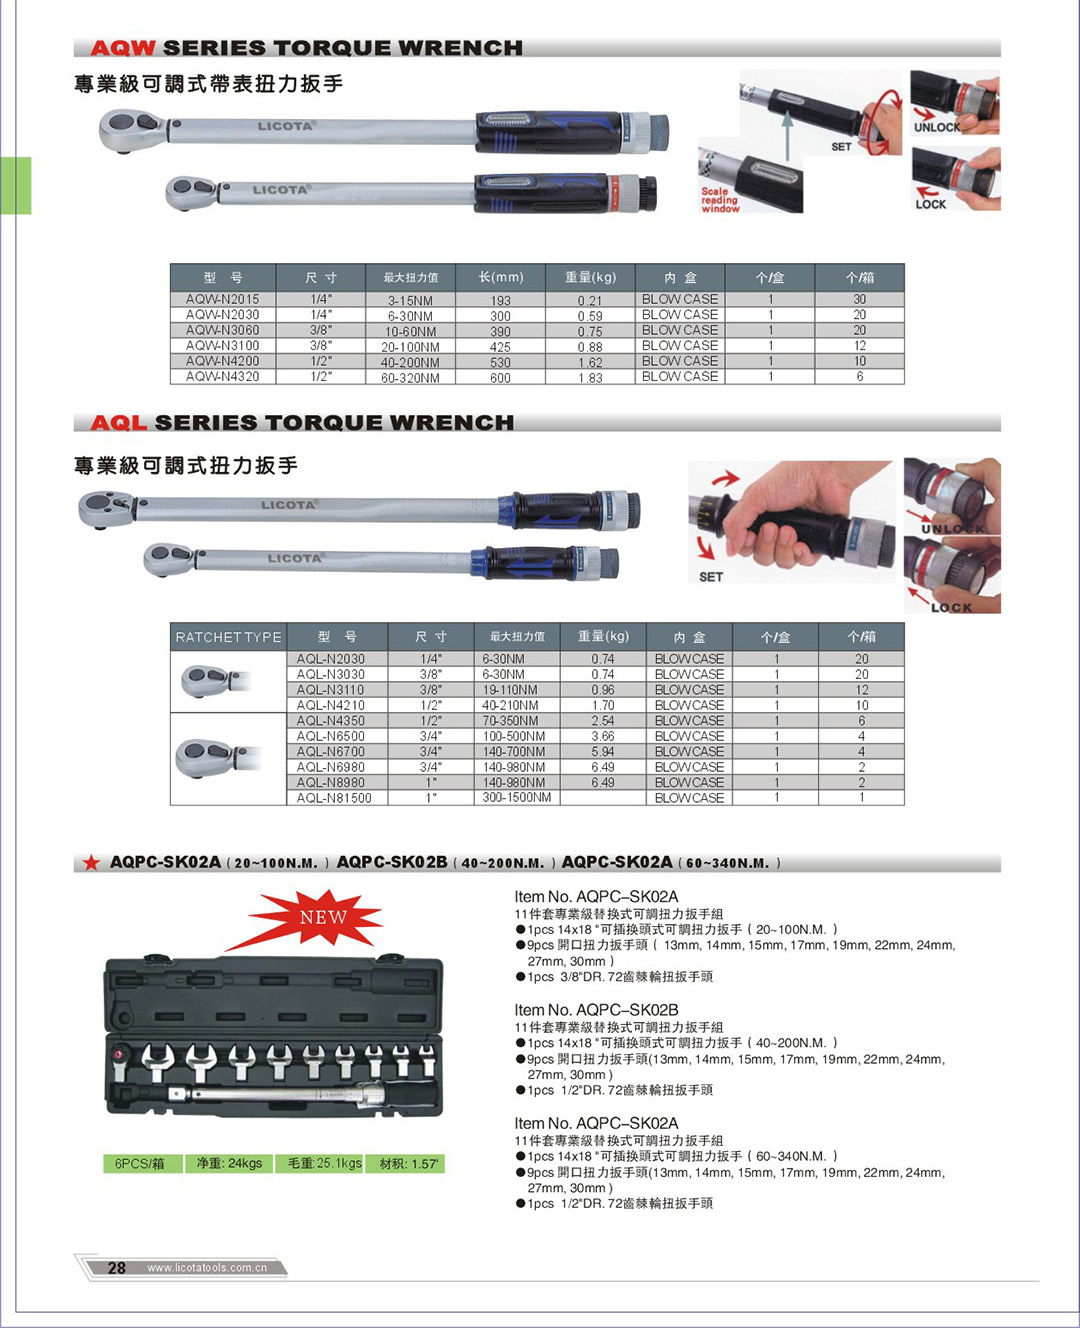 AQW SERIES TORQUE WRENCH
專業級可調式帶表扭力扳手
LICOTA®
LICOTA®
SET
UNLOCK
Scale
reading
window
LOCK
型 号 尺 寸 最大扭力值 长(mm) 重量(kg) 内 盒 个/盒 个/箱
AQW-N2015 1/4" 3-15NM 193 0.21 BLOW CASE 1 30
AQW-N2030 1/4" 6-30NM 300 0.59 BLOW CASE 1 20
AQW-N3060 3/8" 10-60NM 390 0.75 BLOW CASE 1 20
AQW-N3100 3/8" 20-100NM 425 0.88 BLOW CASE 1 12
AQW-N4200 1/2" 40-200NM 530 1.62 BLOW CASE 1 10
AQW-N4320 1/2" 60-320NM 600 1.83 BLOW CASE 1 6
AQL SERIES TORQUE WRENCH
專業級可調式扭力扳手
LICOTA®
LICOTA®
SET
UNLOCK
LOCK
RATCHET TYPE 型 号 尺 寸 最大扭力值 重量(kg) 内 盒 个/盒 个/箱
AQL-N2030 1/4" 6-30NM 0.74 BLOWCASE 1 20
AQL-N3030 3/8" 6-30NM 0.74 BLOWCASE 1 20
AQL-N3110 3/8" 19-110NM 0.96 BLOWCASE 1 12
AQL-N4210 1/2" 40-210NM 1.70 BLOWCASE 1 10
AQL-N4350 1/2" 70-350NM 2.54 BLOWCASE 1 6
AQL-N6500 3/4" 100-500NM 3.66 BLOWCASE 1 4
AQL-N6700 3/4" 140-700NM 5.94 BLOWCASE 1 4
AQL-N6980 3/4" 140-980NM 6.49 BLOWCASE 1 2
AQL-N8980 1" 140-980NM 6.49 BLOWCASE 1 2
AQL-N81500 1" 300-1500NM BLOWCASE 1 1
★ AQPC-SK02A ( 20~100N.M. ) AQPC-SK02B ( 40~200N.M. ) AQPC-SK02A ( 60~340N.M. )
NEW
Item No. AQPC-SK02A
11件套專業級替换式可調扭力扳手組
●1pcs 14x18 "可插换頭式可調扭力扳手 ( 20~100N.M. )
●9pcs 開口扭力扳手頭 ( 13mm, 14mm, 15mm, 17mm, 19mm, 22mm, 24mm,
27mm, 30mm )
●1pcs 3/8"DR. 72齒棘輪扭扳手頭
Item No. AQPC-SK02B
11件套專業級替换式可調扭力扳手組
●1pcs 14x18 "可插换頭式可調扭力扳手 ( 40~200N.M. )
●9pcs 開口扭力扳手頭(13mm, 14mm, 15mm, 17mm, 19mm, 22mm, 24mm,
27mm, 30mm )
●1pcs 1/2"DR. 72齒棘輪扭扳手頭
Item No. AQPC-SK02A
11件套專業級替换式可調扭力扳手組
●1pcs 14x18 "可插换頭式可調扭力扳手 ( 60~340N.M. )
●9pcs 開口扭力扳手頭(13mm, 14mm, 15mm, 17mm, 19mm, 22mm, 24mm,
27mm, 30mm )
●1pcs 1/2"DR. 72齒棘輪扭扳手頭
6PCS/箱 净重: 24kgs 毛重:25.1kgs 材积: 1.57'
28 www.licotatools.com.cn